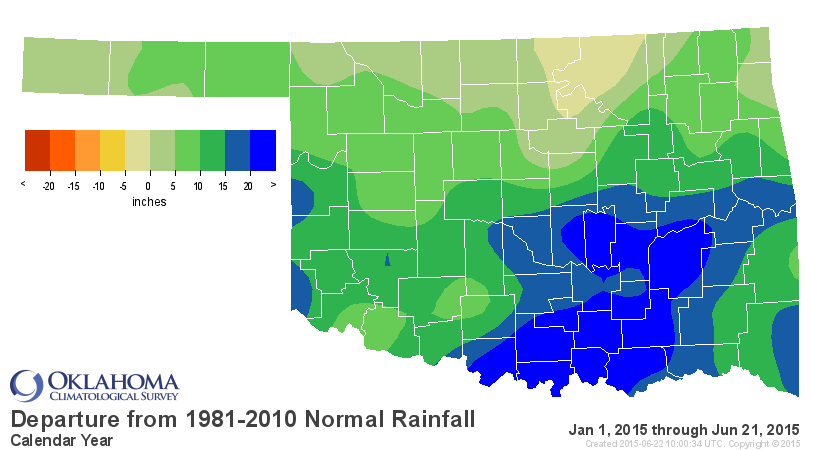 < -20 -15 -10 -5 0 5 10 15 20 >
inches
OKLAHOMA
CLIMATOLOGICAL SURVEY
Departure from 1981-2010 Normal Rainfall
Calendar Year
Jan 1, 2015 through Jun 21, 2015
Created 2015-06-22 10:00:34 UTC. Copyright © 2015